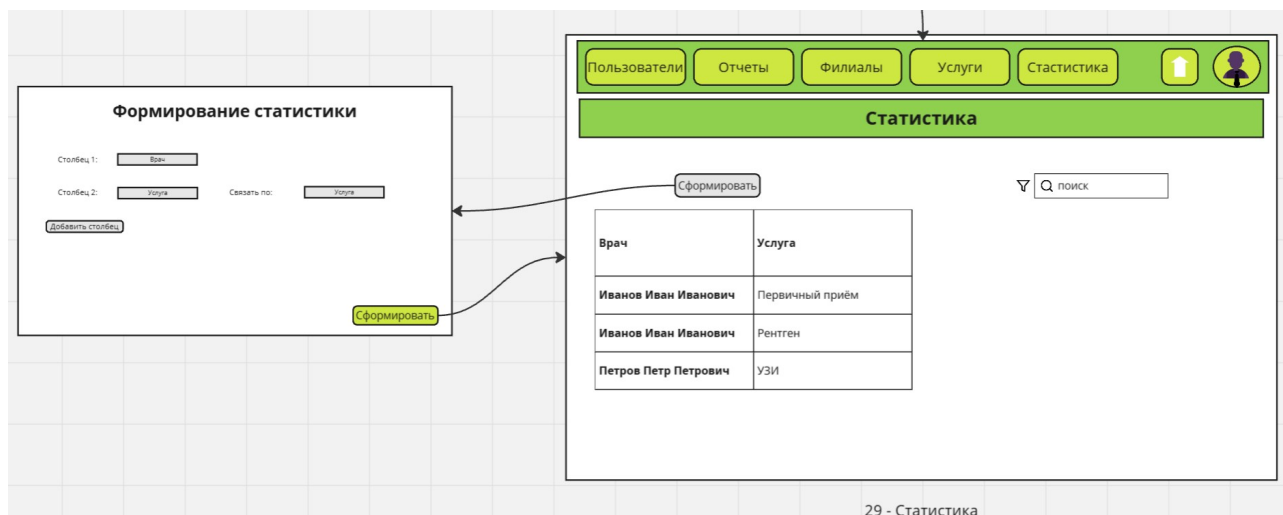 Формирование статистики
Столбец 1: Врач
Столбец 2: Услуга Связать по: Услуга
Добавить столбец
Сформировать
Пользователи Отчеты Филиалы Услуги Стастистика
Статистика
Сформировать поиск
Врач Услуга
Иванов Иван Иванович Первичный приём
Иванов Иван Иванович Рентген
Петров Петр Петрович УЗИ
29 - Статистика